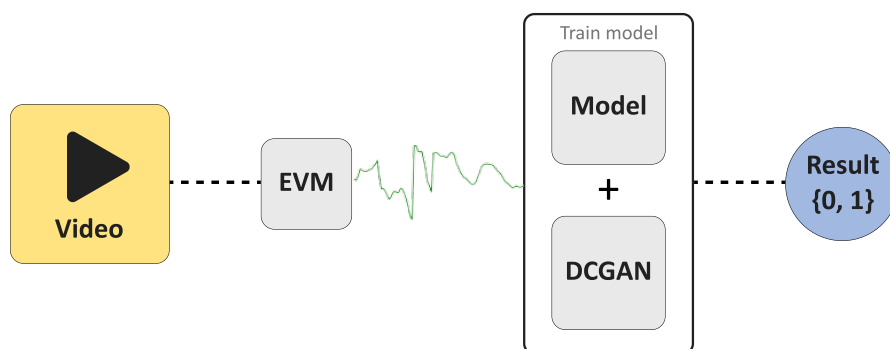 Video
EVM
Train model
Model
+
DCGAN
Result
{0, 1}